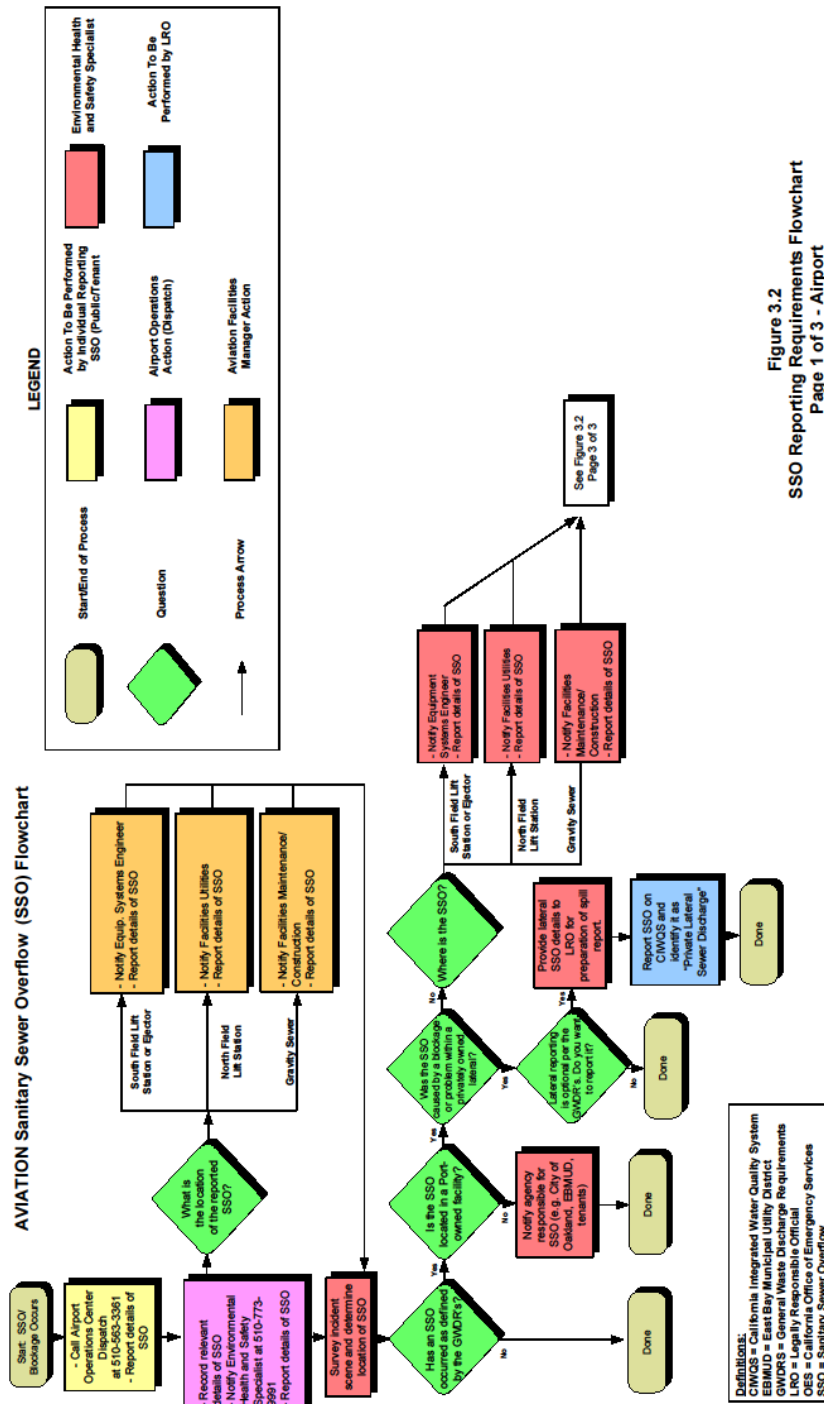 AVIATION Sanitary Sewer Overflow (SSO) Flowchart
Start: SSO/
Blockage Occurs
- Call Airport
Operations Center
Dispatch
at 510-563-3361
- Report details of
SSO
Record relevant
details of SSO
Notify Environmental
Health and Safety
Specialist at 510-773-
9991
- Report details of SSO
What is
the location
of the reported
SSO?
South Field Lift
Station or Ejector
North Field
Lift Station
Gravity Sewer
- Notify Equip. Systems Engineer
- Report details of SSO
- Notify Facilities Utilities
- Report details of SSO
- Notify Facilities Maintenance/
Construction
- Report details of SSO
Survey incident
scene and determine
location of SSO
Has an SSO
occurred as defined
by the GWDR's?
Yes
No
Done
Is the SSO
located in a Port-
owned facility?
Yes
No
Notify agency
responsible for
SSO (e.g. City of
Oakland, EBMUD,
tenants)
Done
Was the SSO
caused by a blockage
or problem within a
privately owned
lateral?
No
Yes
Lateral reporting
is optional per the
GWDR's. Do you want
to report it?
Yes
No
Done
Provide lateral
SSO details to
LRO for
preparation of spill
report.
Report SSO on
CIWQS and
identify it as
"Private Lateral
Sewer Discharge"
Done
Where is the SSO?
South Field Lift
Station or Ejector
North Field
Lift Station
Gravity Sewer
- Notify Equipment
Systems Engineer
- Report details of SSO
- Notify Facilities Utilities
- Report details of SSO
- Notify Facilities
Maintenance/
Construction
- Report details of SSO
See Figure 3.2
Page 3 of 3
LEGEND
Start/End of Process
Action To Be Performed
by Individual Reporting
SSO (Public/Tenant
Environmental Health
and Safety Specialist
Question
Airport Operations
Action (Dispatch)
Action To Be
Performed by LRO
Process Arrow
Aviation Facilities
Manager Action
Definitions:
CIWQS = California Integrated Water Quality System
EBMUD = East Bay Municipal Utility District
GWDRS = General Waste Discharge Requirements
LRO = Legally Responsible Official
OES = California Office of Emergency Services
SSO = Sanitary Sewer Overflow
Figure 3.2
SSO Reporting Requirements Flowchart
Page 1 of 3 - Airport